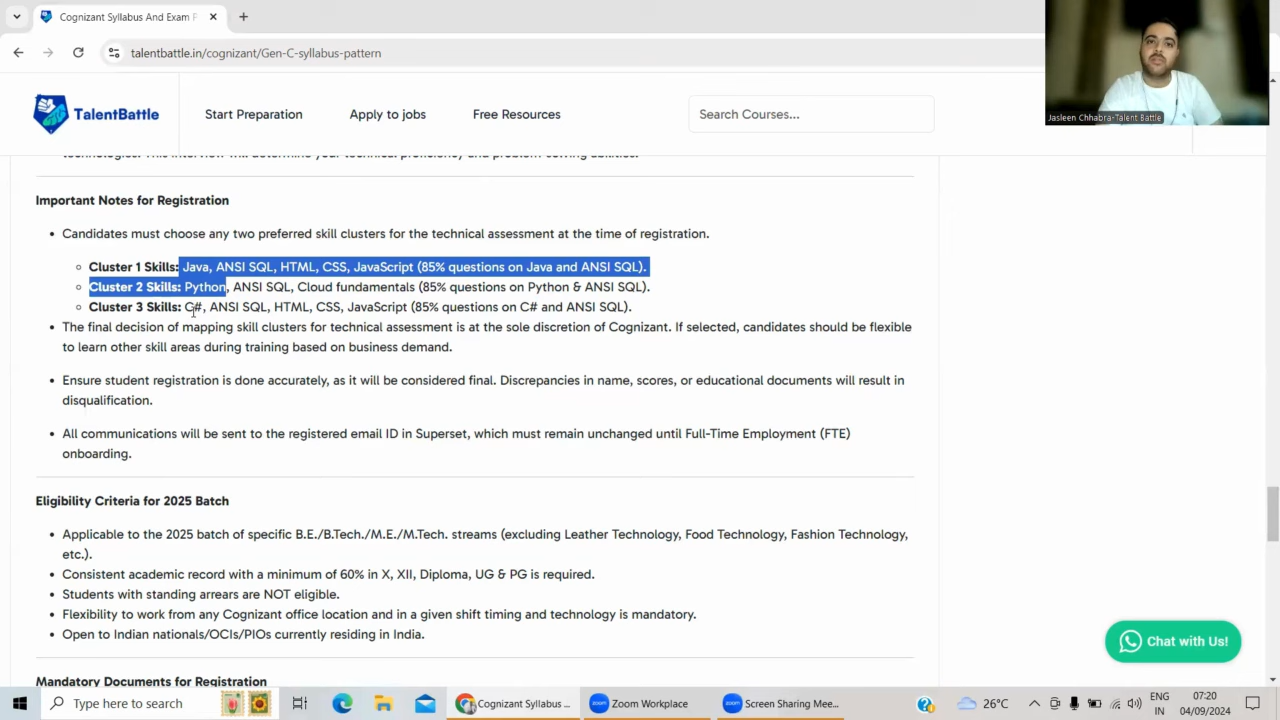 Cognizant Syllabus And Exam P
talentbattle.in/cognizant/Gen-C-syllabus-pattern
TalentBattle
Start Preparation
Apply to jobs
Free Resources
Search Courses...
Jasleen Chhabra-Talent Battle
technologies. This interview will determine your technical proficiency and problem-solving abilities.
Important Notes for Registration
• Candidates must choose any two preferred skill clusters for the technical assessment at the time of registration.
Cluster 1 Skills: Java, ANSI SQL, HTML, CSS, JavaScript (85% questions on Java and ANSI SQL).
Cluster 2 Skills: Python, ANSI SQL, Cloud fundamentals (85% questions on Python & ANSI SQL).
Cluster 3 Skills: C#, ANSI SQL, HTML, CSS, JavaScript (85% questions on C# and ANSI SQL).
• The final decision of mapping skill clusters for technical assessment is at the sole discretion of Cognizant. If selected, candidates should be flexible
to learn other skill areas during training based on business demand.
• Ensure student registration is done accurately, as it will be considered final. Discrepancies in name, scores, or educational documents will result in
disqualification.
• All communications will be sent to the registered email ID in Superset, which must remain unchanged until Full-Time Employment (FTE)
onboarding.
Eligibility Criteria for 2025 Batch
• Applicable to the 2025 batch of specific B.E./B.Tech./M.E./M.Tech. streams (excluding Leather Technology, Food Technology, Fashion Technology,
etc.).
• Consistent academic record with a minimum of 60% in X, XII, Diploma, UG & PG is required.
• Students with standing arrears are NOT eligible.
• Flexibility to work from any Cognizant office location and in a given shift timing and technology is mandatory.
• Open to Indian nationals/OCIs/PIOs currently residing in India.
Mandatory Documents for Registration
Chat with Us!
Type here to search
Cognizant Syllabus ...
Zoom Workplace
Screen Sharing Mee...
26°C
ENG
IN
07:20
04/09/2024